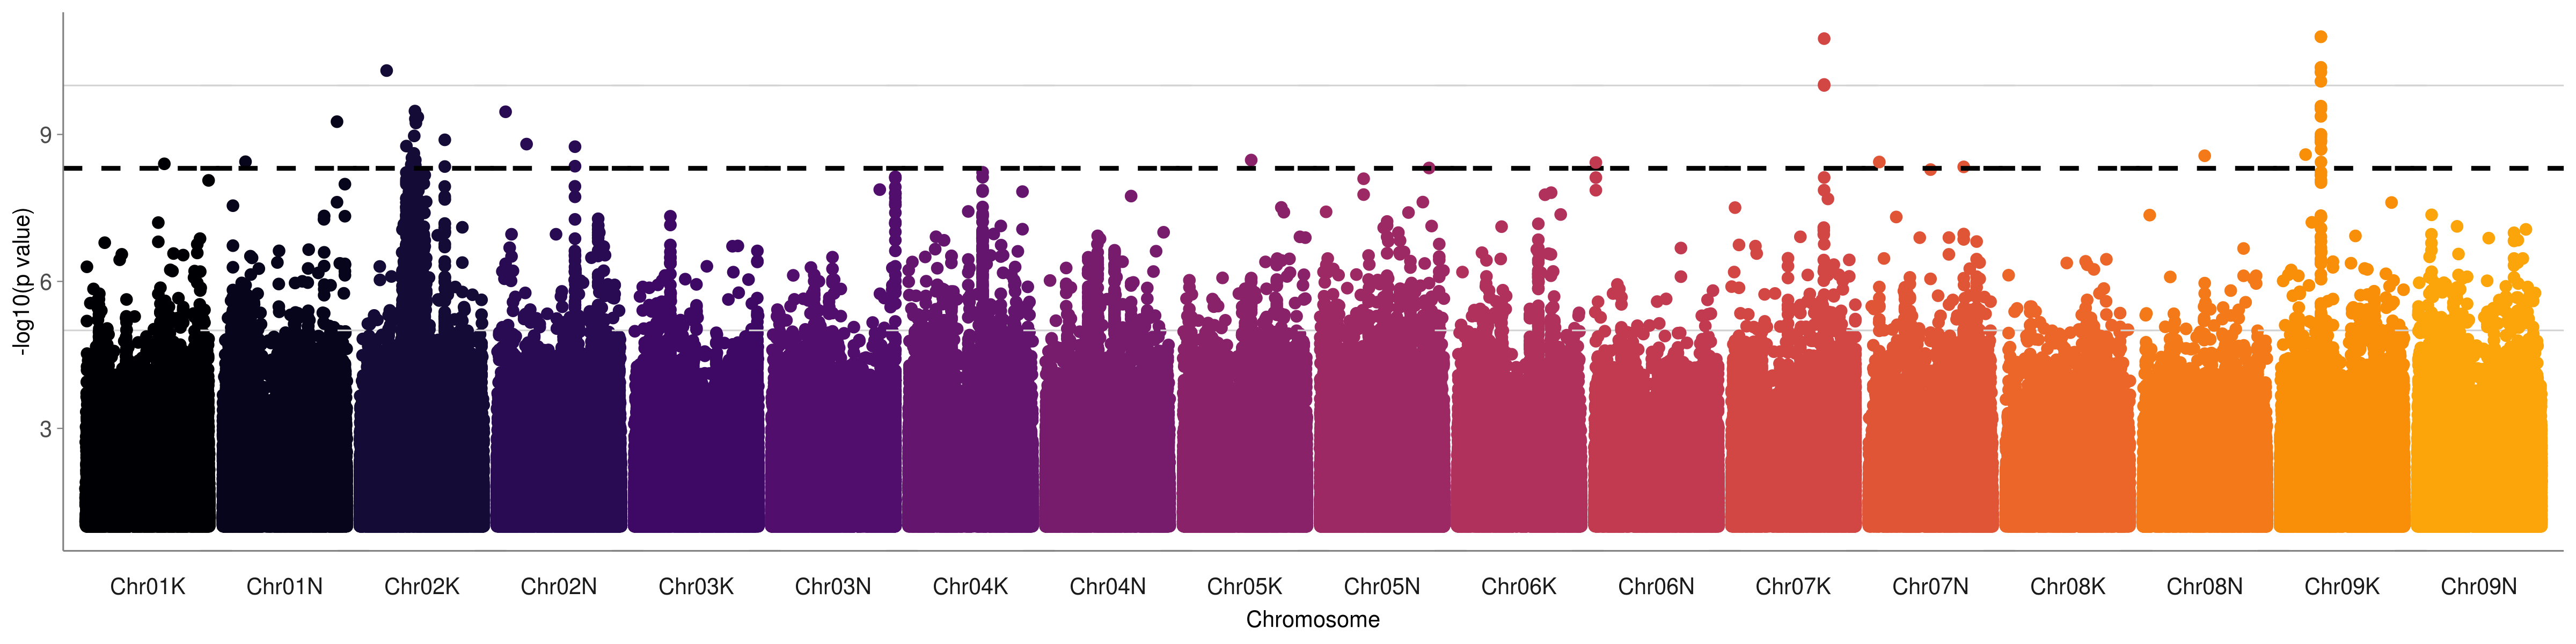 -log10(p value)
9
6
3
Chr01K Chr01N Chr02K Chr02N Chr03K Chr03N Chr04K Chr04N Chr05K Chr05N Chr06K Chr06N Chr07K Chr07N Chr08K Chr08N Chr09K Chr09N
Chromosome